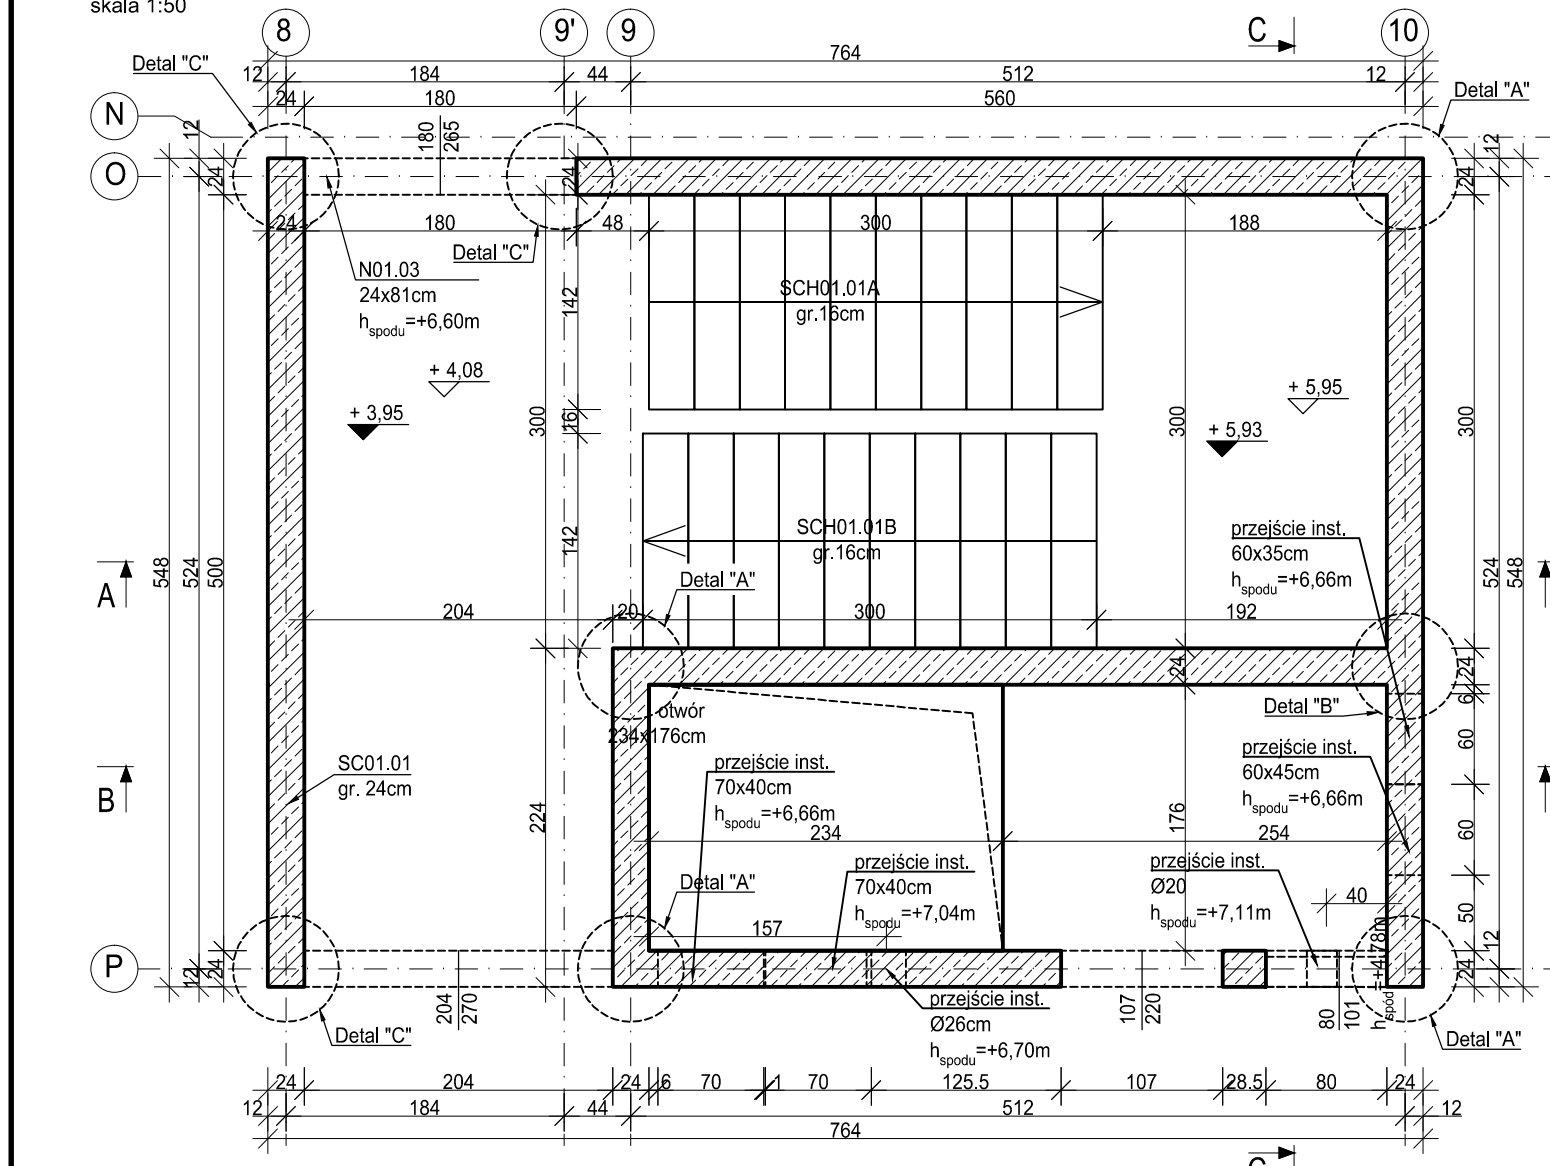 skala 1:50
8
9'
9
10
C
764
Detal "C"
12
184
44
512
12
Detal "A"
24
180
560
N
12
180
265
12
O
24
24
24
24
180
48
300
188
Detal "C"
N01.03
24x81cm
hspodu=+6,60m
142
SCH01.01A
gr.16cm
+ 4,08
+ 3,95
300
16
300
+ 5,95
+ 5,93
300
SCH01.01B
gr.16cm
142
przejście inst.
60x35cm
hspodu=+6,66m
A
548
524
500
524
548
Detal "A"
204
20
300
192
24
24
6
otwór
234x176cm
Detal "B"
60
SC01.01
gr. 24cm
B
przejście inst.
70x40cm
hspodu=+6,66m
przejście inst.
60x45cm
hspodu=+6,66m
224
234
176
254
60
Detal "A"
przejście inst.
70x40cm
hspodu=+7,04m
przejście inst.
Ø20
hspodu=+7,11m
40
50
157
12
P
12
24
24
hspód=+4,78m
204
270
107
220
80
101
przejście inst.
Ø26cm
hspodu=+6,70m
Detal "C"
Detal "A"
24
204
24
6
70
1
70
125.5
107
28.5
80
24
12
184
44
512
12
764
C